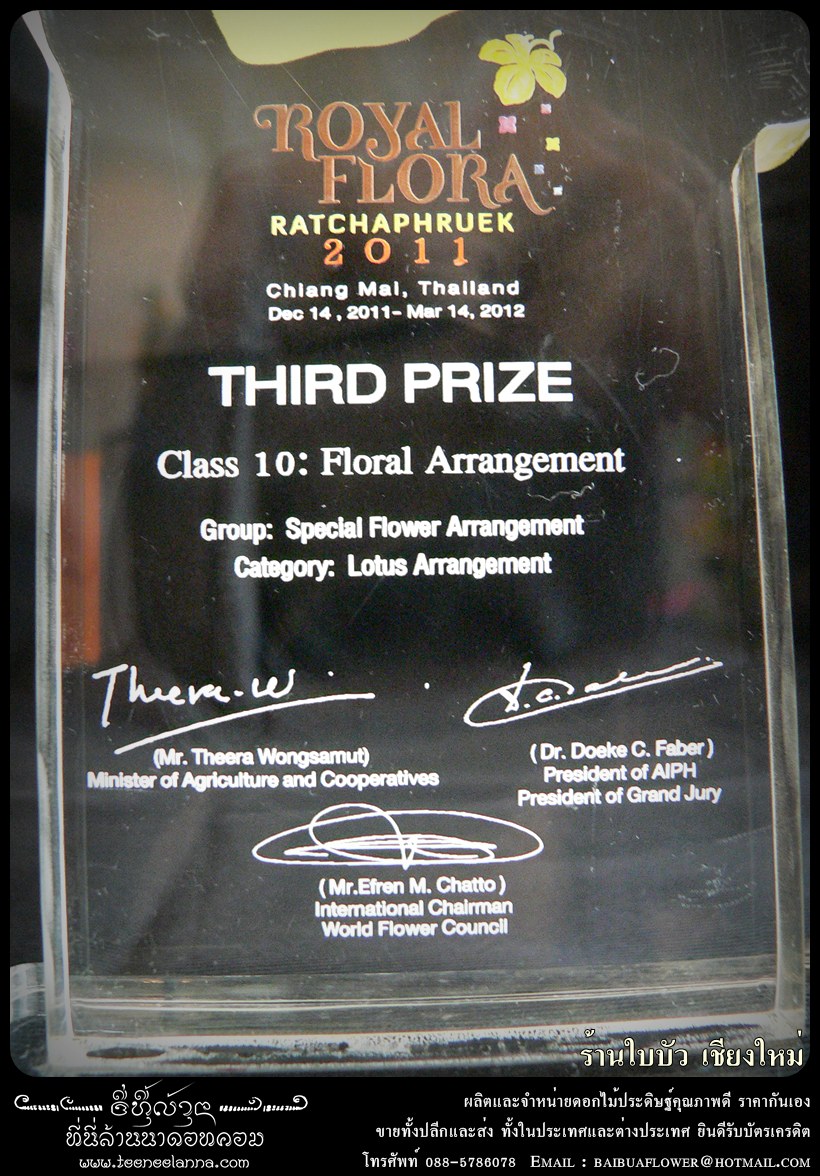 ROYAL
FLORA
RATCHAPHRUEK
2011
Chiang Mai, Thailand
Dec 14 , 2011- Mar 14, 2012
THIRD PRIZE
Class 10: Floral Arrangement
Group: Special Flower Arrangement
Category: Lotus Arrangement
Theera.W
(Mr. Theera Wongsamut)
Minister of Agriculture and Cooperatives
( Dr. Doeke C. Faber )
President of AIPH
President of Grand Jury
( Mr.Efren M. Chatto )
International Chairman
World Flower Council
ร้านใบบัว เชียงใหม่
ที่นี่ล้านนาดอทคอม
www.teeneelanna.com
ผลิตและจำหน่ายดอกไม้ประดิษฐ์คุณภาพดี ราคากันเอง
ขายทั้งปลีกและส่ง ทั้งในประเทศและต่างประเทศ ยินดีรับบัตรเครดิต
โทรศัพท์ 088-5786078 Email : baibuaflower@hotmail.com